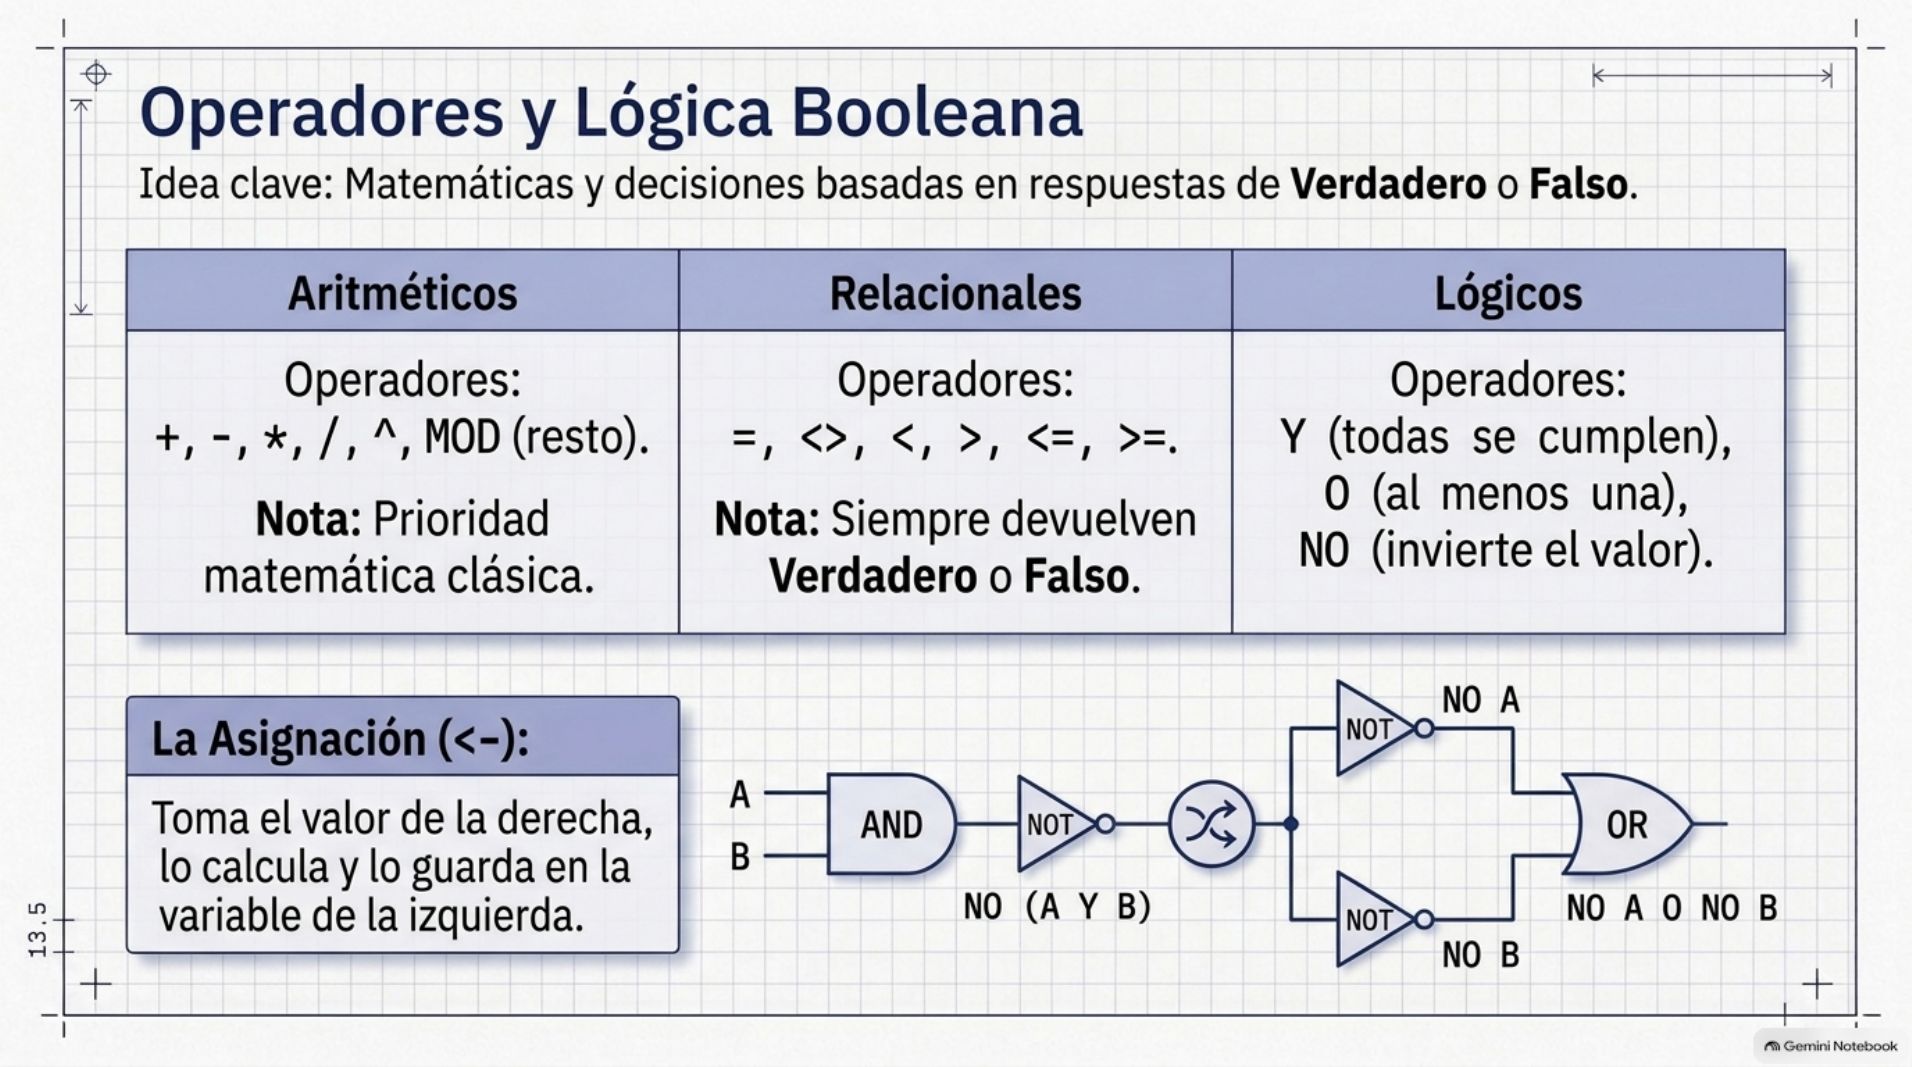 Operadores y Lógica Booleana
Idea clave: Matemáticas y decisiones basadas en respuestas de Verdadero o Falso.
Aritméticos
Operadores:
+, -, *, /, ^, MOD (resto).
Nota: Prioridad
matemática clásica.
Relacionales
Operadores:
=, <>, <, >, <=, >=.
Nota: Siempre devuelven
Verdadero o Falso.
Lógicos
Operadores:
Y (todas se cumplen),
O (al menos una),
NO (invierte el valor).
La Asignación (<-):
Toma el valor de la derecha,
lo calcula y lo guarda en la
variable de la izquierda.
A
B
AND
NOT
NO (A Y B)
NOT
NO A
NOT
NO B
OR
NO A O NO B
13.5
Gemini Notebook